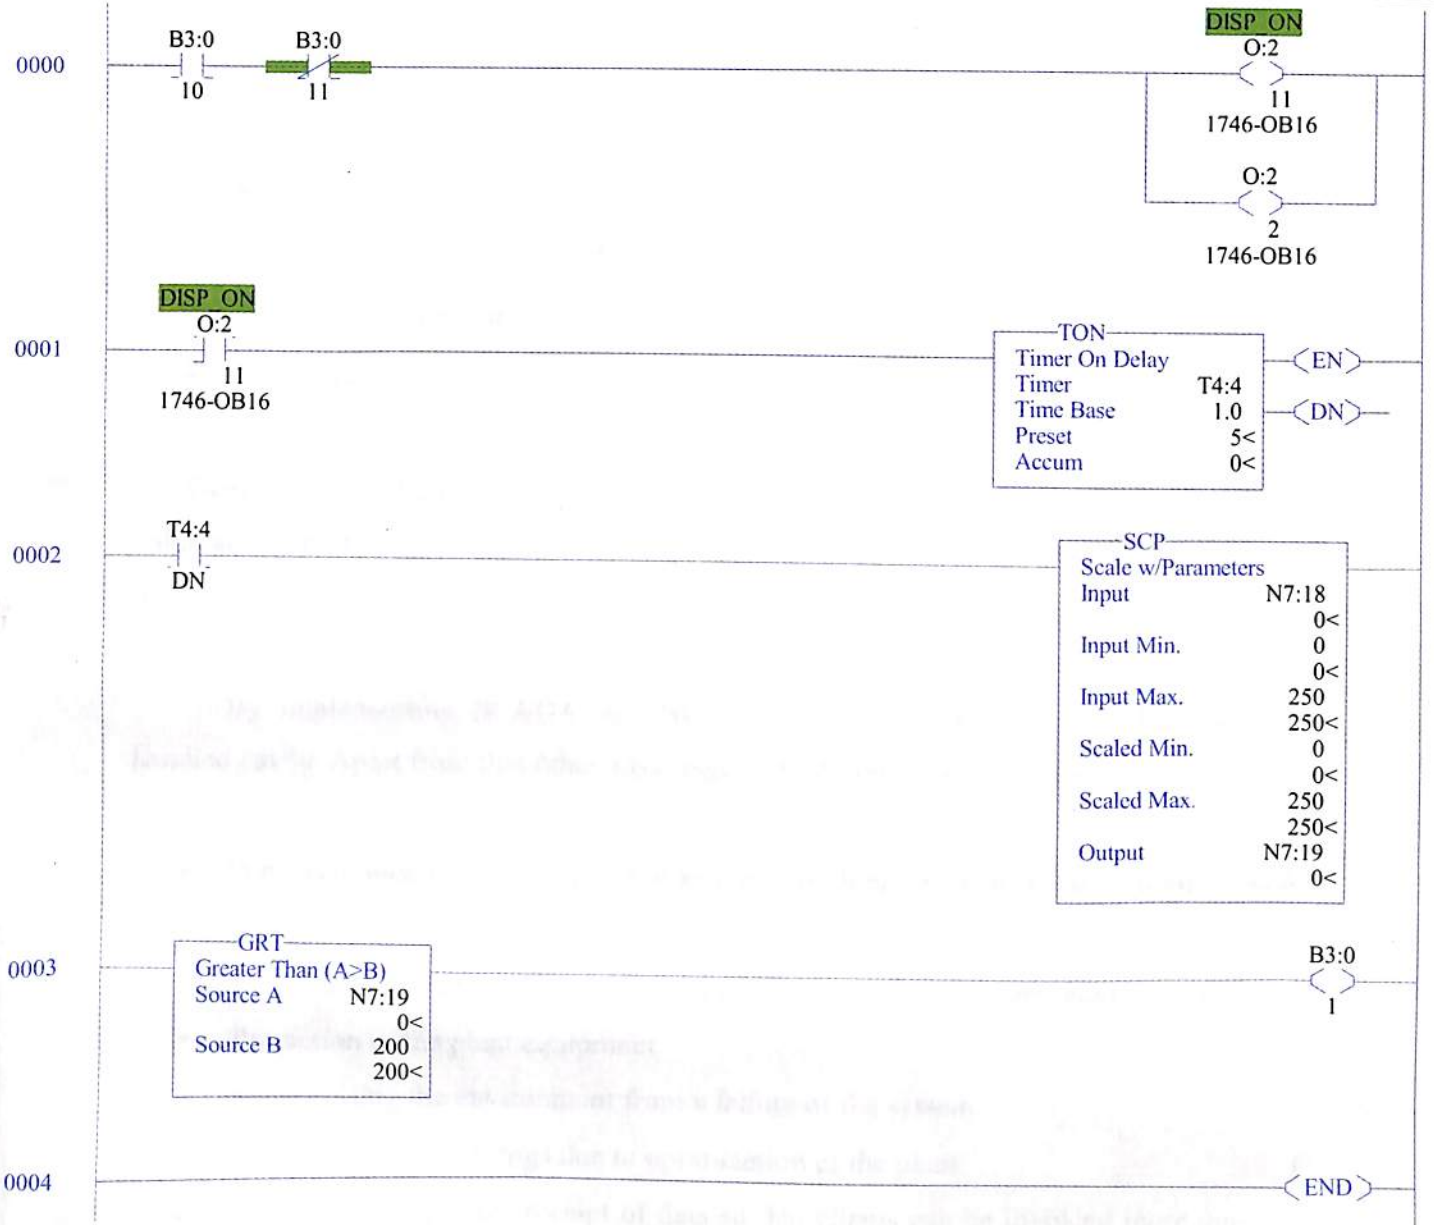 DISP_ON
B3:0
B3:0
O:2
0000
10
11
11
1746-OB16
O:2
2
1746-OB16
DISP_ON
O:2
0001
11
1746-OB16
TON
Timer On Delay
Timer T4:4
Time Base 1.0
Preset 5<
Accum 0<
EN
DN
T4:4
0002
DN
SCP
Scale w/Parameters
Input N7:18
0<
Input Min. 0
0<
Input Max. 250
250<
Scaled Min. 0
0<
Scaled Max. 250
250<
Output N7:19
0<
0003
GRT
Greater Than (A>B)
Source A N7:19
0<
Source B 200
200<
B3:0
1
0004
END